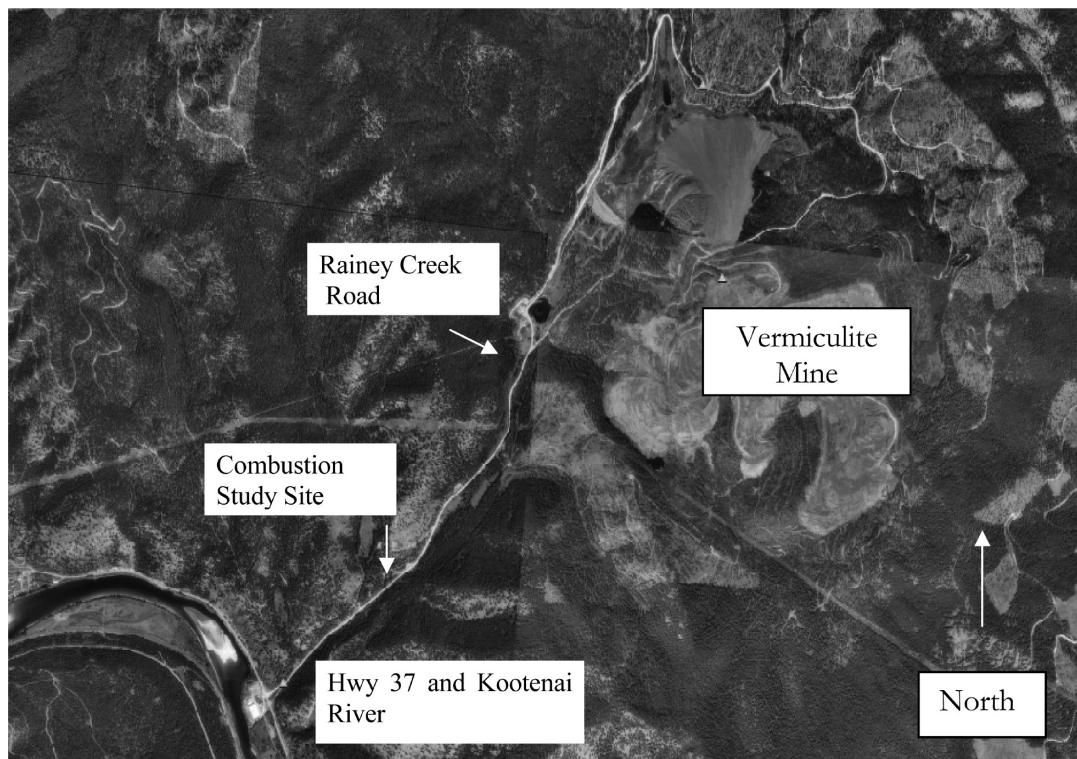 Rainey Creek
Road
Vermiculite
Mine
Combustion
Study Site
Hwy 37 and Kootenai
River
North